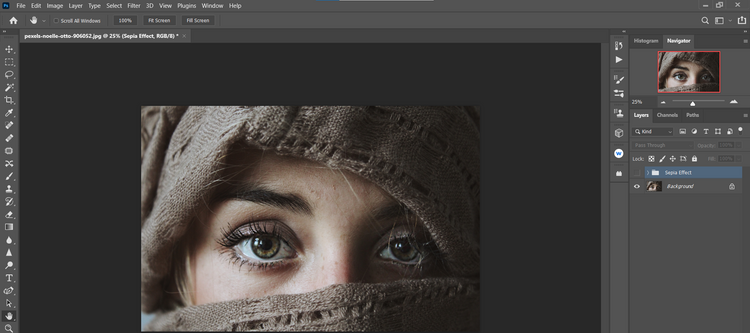 Ps File Edit Image Layer Type Select Filter 3D View Plugins Window Help
Scroll All Windows 100% Fit Screen Fill Screen
pexels-noelle-otto-906052.jpg @ 25% (Sepia Effect, RGB/8) * ×
Histogram Navigator
25%
Layers Channels Paths
Kind
Pass Through Opacity:
Lock: Fill:
Sepia Effect
Background